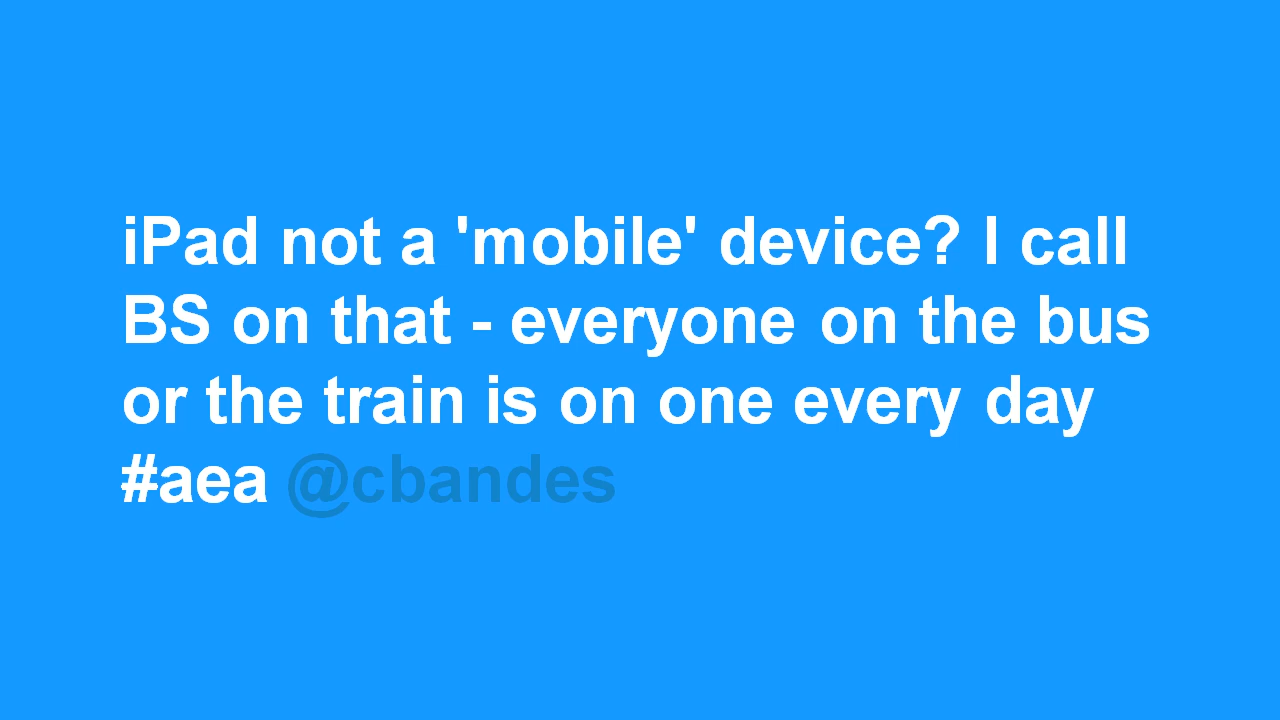 iPad not a 'mobile' device? I call
BS on that - everyone on the bus
or the train is on one every day
#aea @cbandes